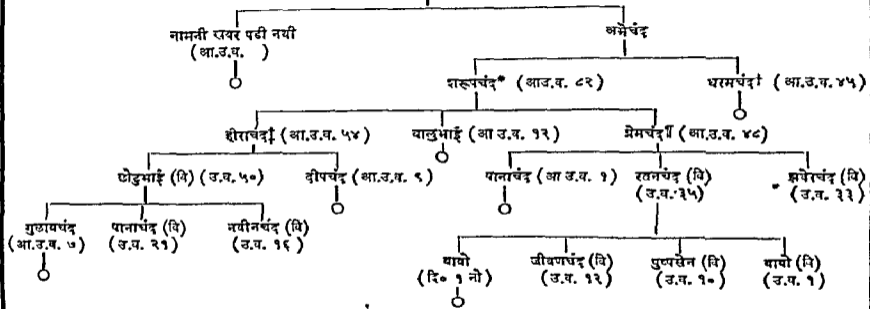 नामनी खबर पडी नथी
(आ.उ.व. )
अमेचंद
शरूपचंद* (आ.उ.व. ८२)
धरमचंद† (आ.उ.व. ४५)
हीराचंद‡ (आ.उ.व. ५४)
बालुभाई (आ उ.व. १२)
प्रेमचंद (आ.उ.व. ४८)
छोटुभाई (वि) (उ.व.५०)
दीपचंद (आ.उ.व. ९)
पानाचंद (आ उ.व. १)
रतनचंद (वि)
(उ.व.३५)
झवेरचंद (वि)
(उ.व. ३३)
गुलाबचंद
(आ.उ.व. ७)
पानाचंद (वि)
(उ.व. २१)
नवीनचंद (वि)
(उ.व. १६)
बाबो
(दि० १ नो)
जीवणचंद (वि)
(उ.व. १२)
पुष्पसेन (वि)
(उ.व. १०)
बाबो (वि)
(उ.व. १)